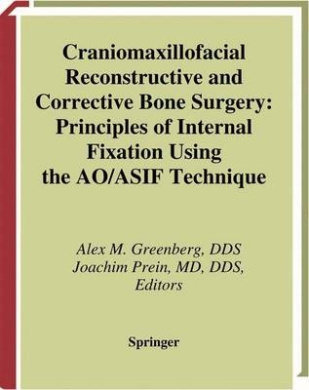 Craniomaxillofacial
Reconstructive and
Corrective Bone Surgery:
Principles of Internal
Fixation Using
the AO/ASIF Technique
Alex M. Greenberg, DDS
Joachim Prein, MD, DDS,
Editors
Springer